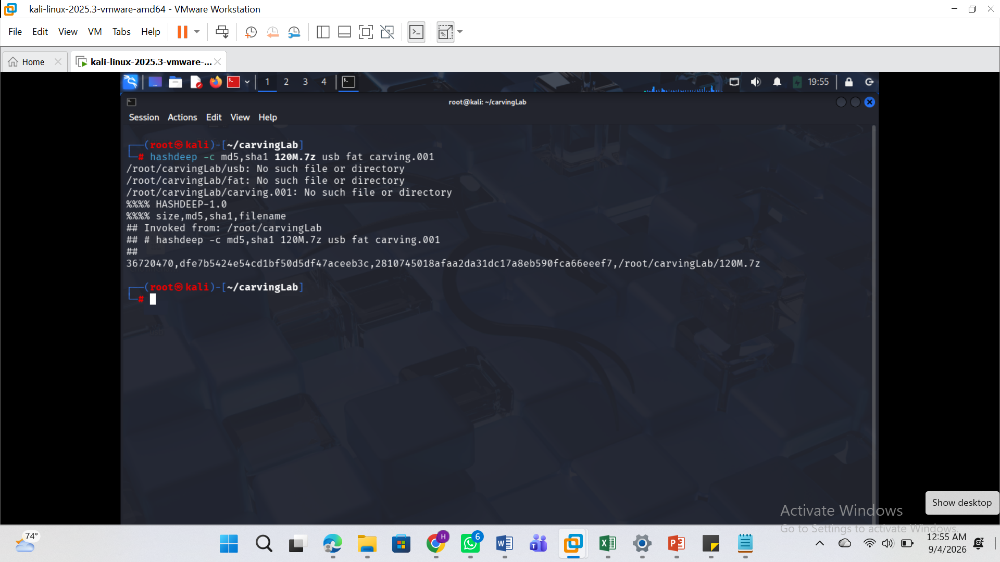 kali-linux-2025.3-vmware-amd64 - VMware Workstation
File Edit View VM Tabs Help
Home
kali-linux-2025.3-vmware-...
1 2 3 4
19:55
root@kali: ~/carvingLab
Session Actions Edit View Help
┌──(root㉿kali)-[~/carvingLab]
└─# hashdeep -c md5,sha1 120M.7z usb fat carving.001
/root/carvingLab/usb: No such file or directory
/root/carvingLab/fat: No such file or directory
/root/carvingLab/carving.001: No such file or directory
%%%% HASHDEEP-1.0
%%%% size,md5,sha1,filename
## Invoked from: /root/carvingLab
## # hashdeep -c md5,sha1 120M.7z usb fat carving.001
##
36720470,dfe7b5424e54cd1bf50d5df47aceeb3c,2810745018afaa2da31dc17a8eb590fca66eeef7,/root/carvingLab/120M.7z
┌──(root㉿kali)-[~/carvingLab]
└─#
Show desktop
Activate Windows
Go to Settings to activate Windows.
74°
H
6
12:55 AM
9/4/2026